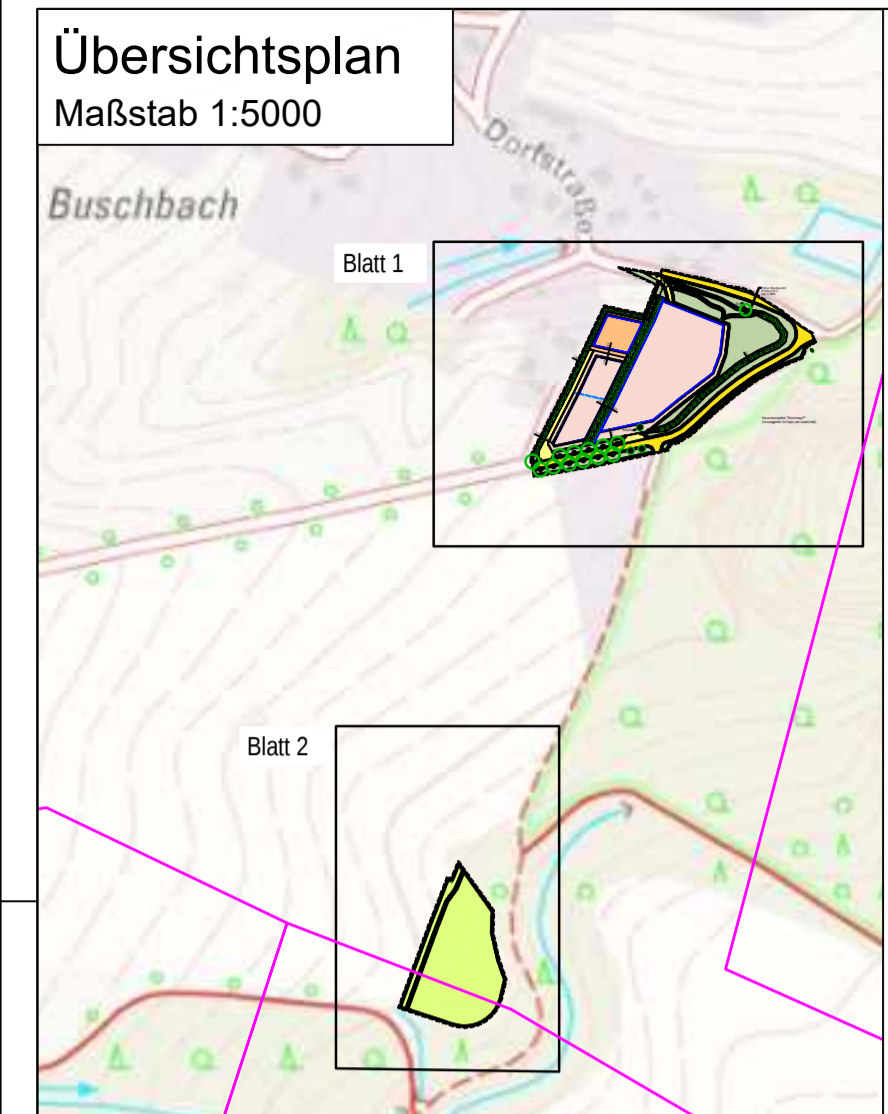 Übersichtsplan
Maßstab 1:5000
Dorfstraße
Buschbach
Blatt 1
Blatt 2